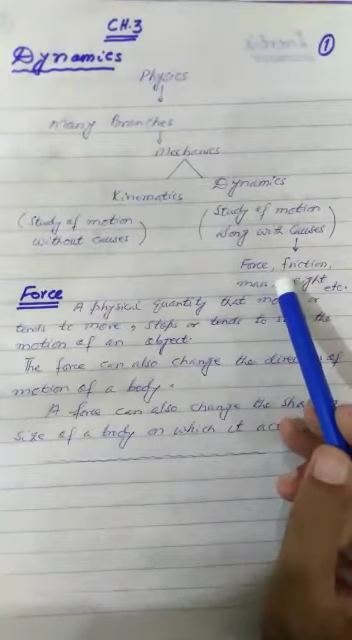 CH.3
Dynamics
1
Physics
Many Branches
Mechanics
Kinematics
Dynamics
(Study of motion without causes)
(Study of motion along with causes)
Force, friction,
mass, etc.
Force
A physical quantity that
tends to move, stops or tends to the
motion of an object.
The force can also change the of
motion of a body.
A force can also change the
size of a body on which it